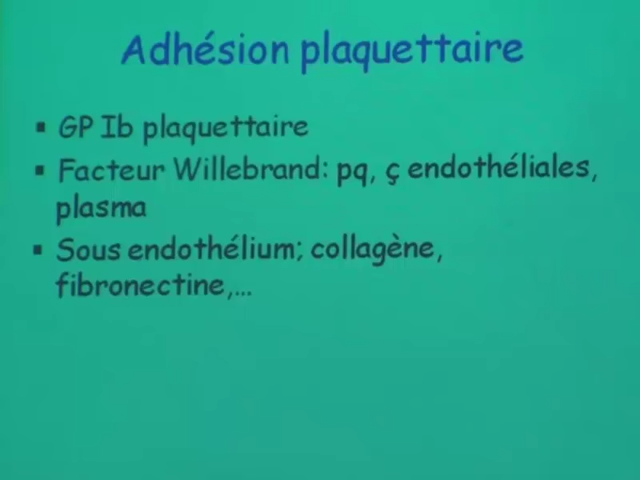 Adhésion plaquettaire
▪ GP Ib plaquettaire
▪ Facteur Willebrand: pq, ç endothéliales,
plasma
▪ Sous endothélium; collagène,
fibronectine,...